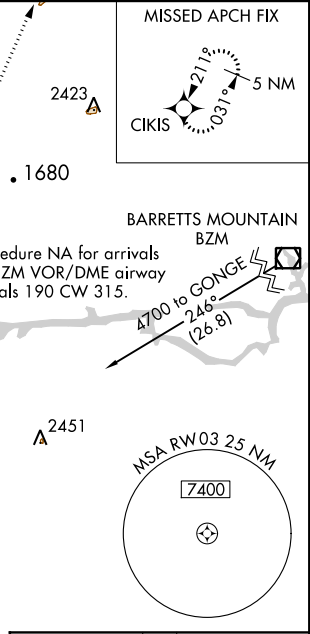 MISSED APCH FIX
211°
5 NM
031°
CIKIS
2423
1680
BARRETTS MOUNTAIN
BZM
edure NA for arrivals
ZM VOR/DME airway
als 190 CW 315.
4700 to GONGE
246°
(26.8)
2451
MSA RW03 25 NM
7400